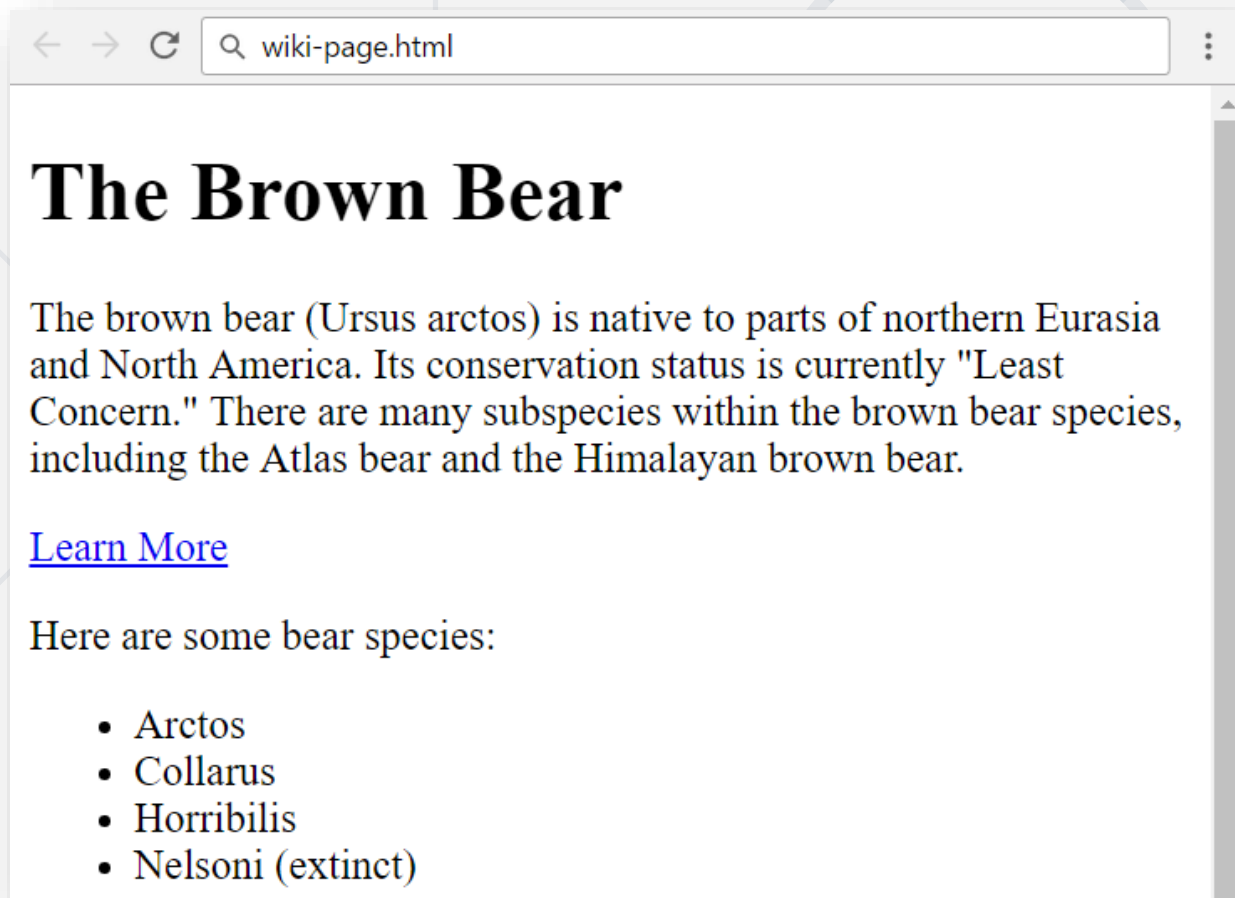 wiki-page.html
The Brown Bear
The brown bear (Ursus arctos) is native to parts of northern Eurasia
and North America. Its conservation status is currently "Least
Concern." There are many subspecies within the brown bear species,
including the Atlas bear and the Himalayan brown bear.
Learn More
Here are some bear species:
• Arctos
• Collarus
• Horribilis
• Nelsoni (extinct)